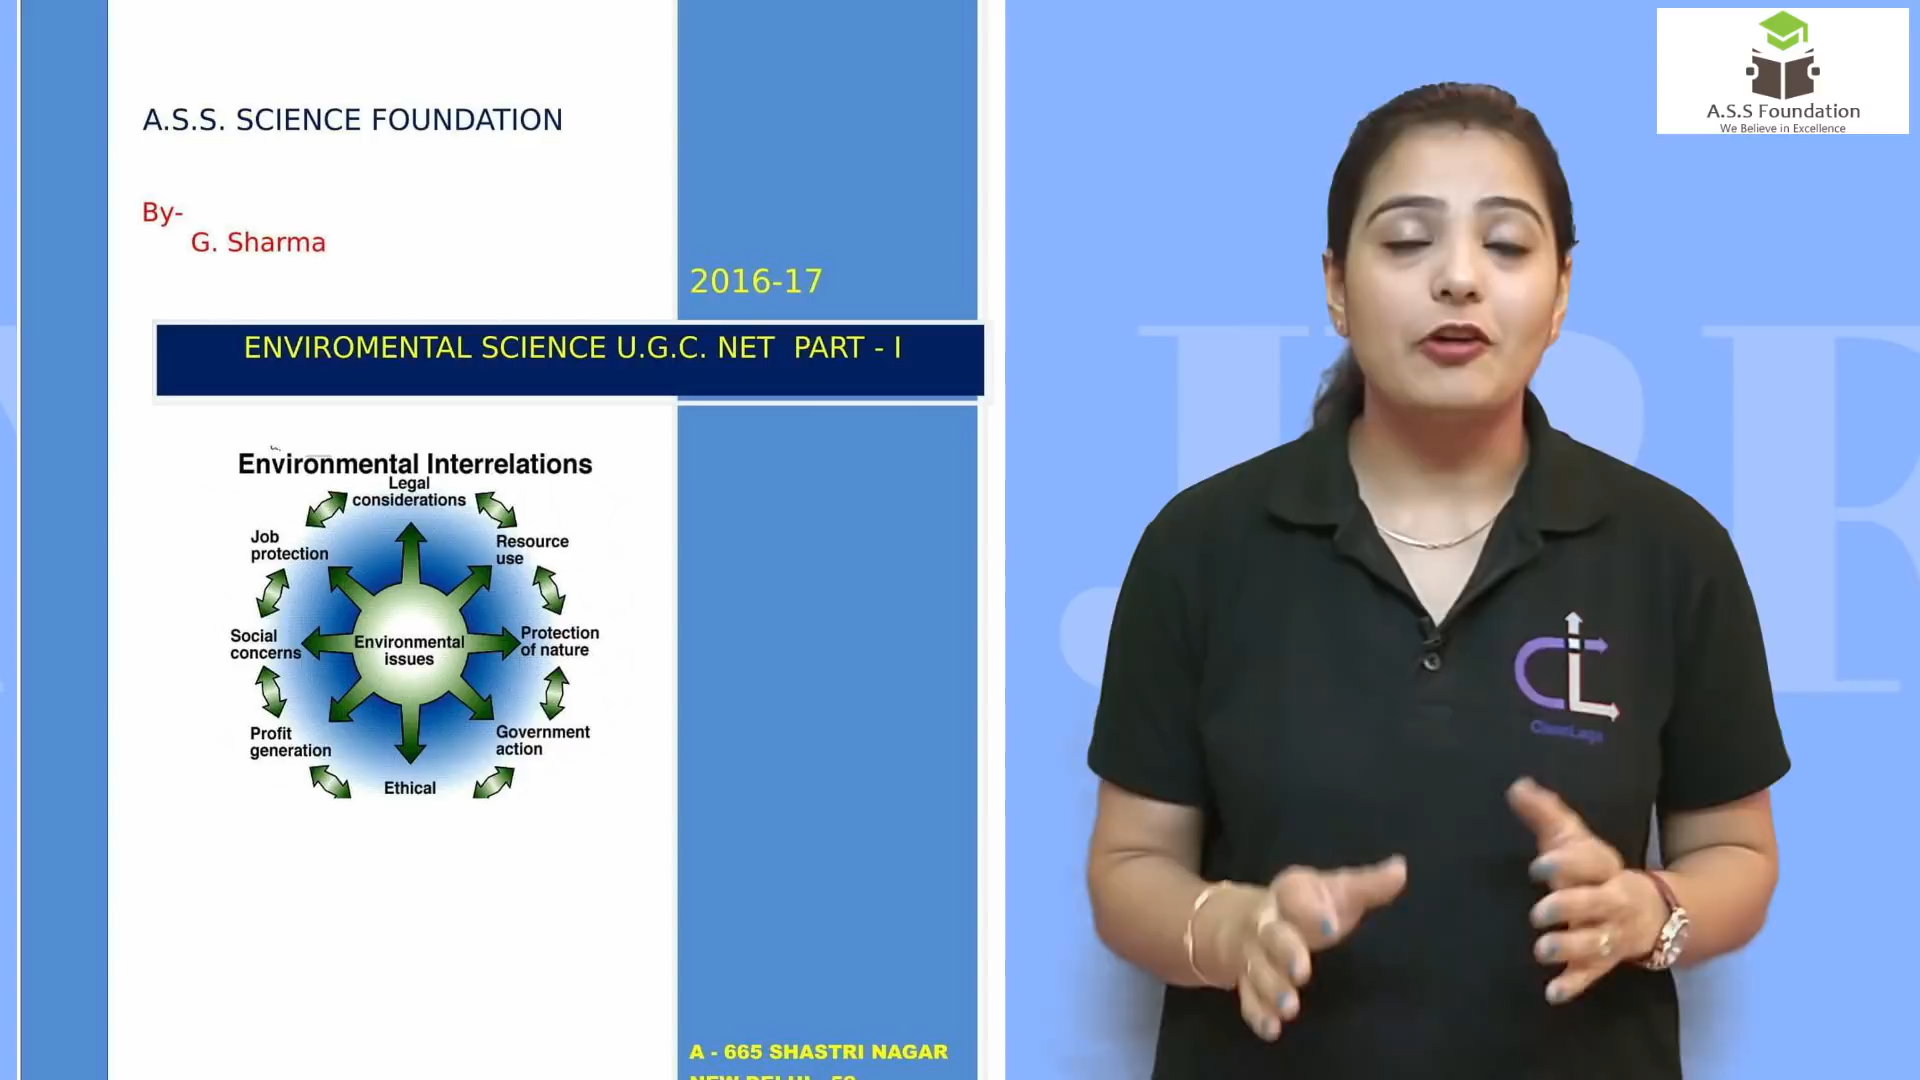 A.S.S. SCIENCE FOUNDATION
By-
G. Sharma
2016-17
ENVIROMENTAL SCIENCE U.G.C. NET PART - I
Environmental Interrelations
Legal
considerations
Job
protection
Resource
use
Social
concerns
Environmental
issues
Protection
of nature
Profit
generation
Government
action
Ethical
A - 665 SHASTRI NAGAR
A.S.S Foundation
We Believe in Excellence
CL